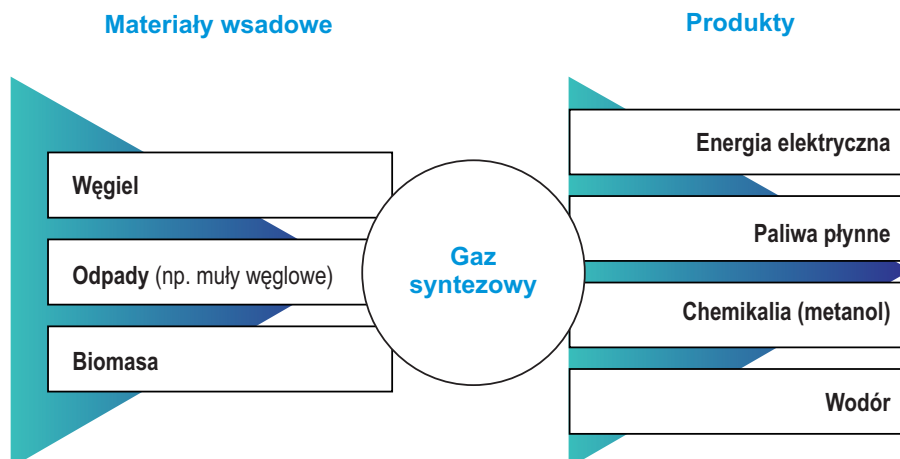 Materiały wsadowe
Produkty
Węgiel
Odpady (np. muły węglowe)
Biomasa
Gaz
syntezowy
Energia elektryczna
Paliwa płynne
Chemikalia (metanol)
Wodór